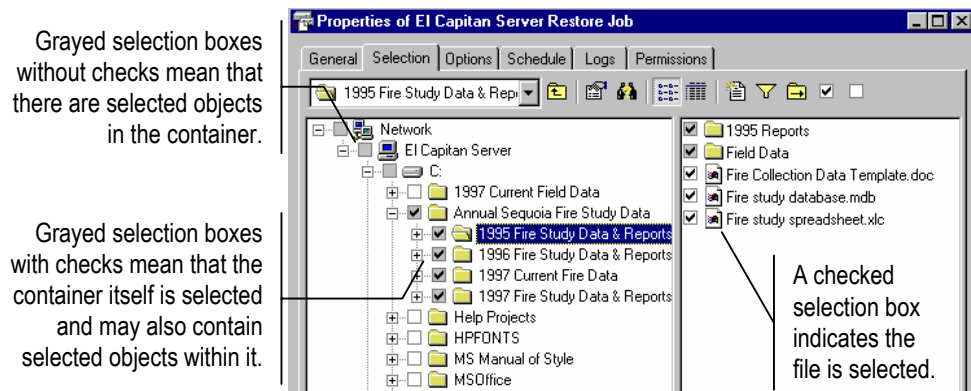 Grayed selection boxes
without checks mean that
there are selected objects
in the container.
Grayed selection boxes
with checks mean that the
container itself is selected
and may also contain
selected objects within it.
Properties of El Capitan Server Restore Job
General Selection Options Schedule Logs Permissions
1995 Fire Study Data & Repo
Network
El Capitan Server
C:
1997 Current Field Data
Annual Sequoia Fire Study Data
1995 Fire Study Data & Reports
1996 Fire Study Data & Reports
1997 Current Fire Data
1997 Fire Study Data & Reports
Help Projects
HPFONTS
MS Manual of Style
MSOffice
1995 Reports
Field Data
Fire Collection Data Template.doc
Fire study database.mdb
Fire study spreadsheet.xlc
A checked
selection box
indicates the
file is selected.